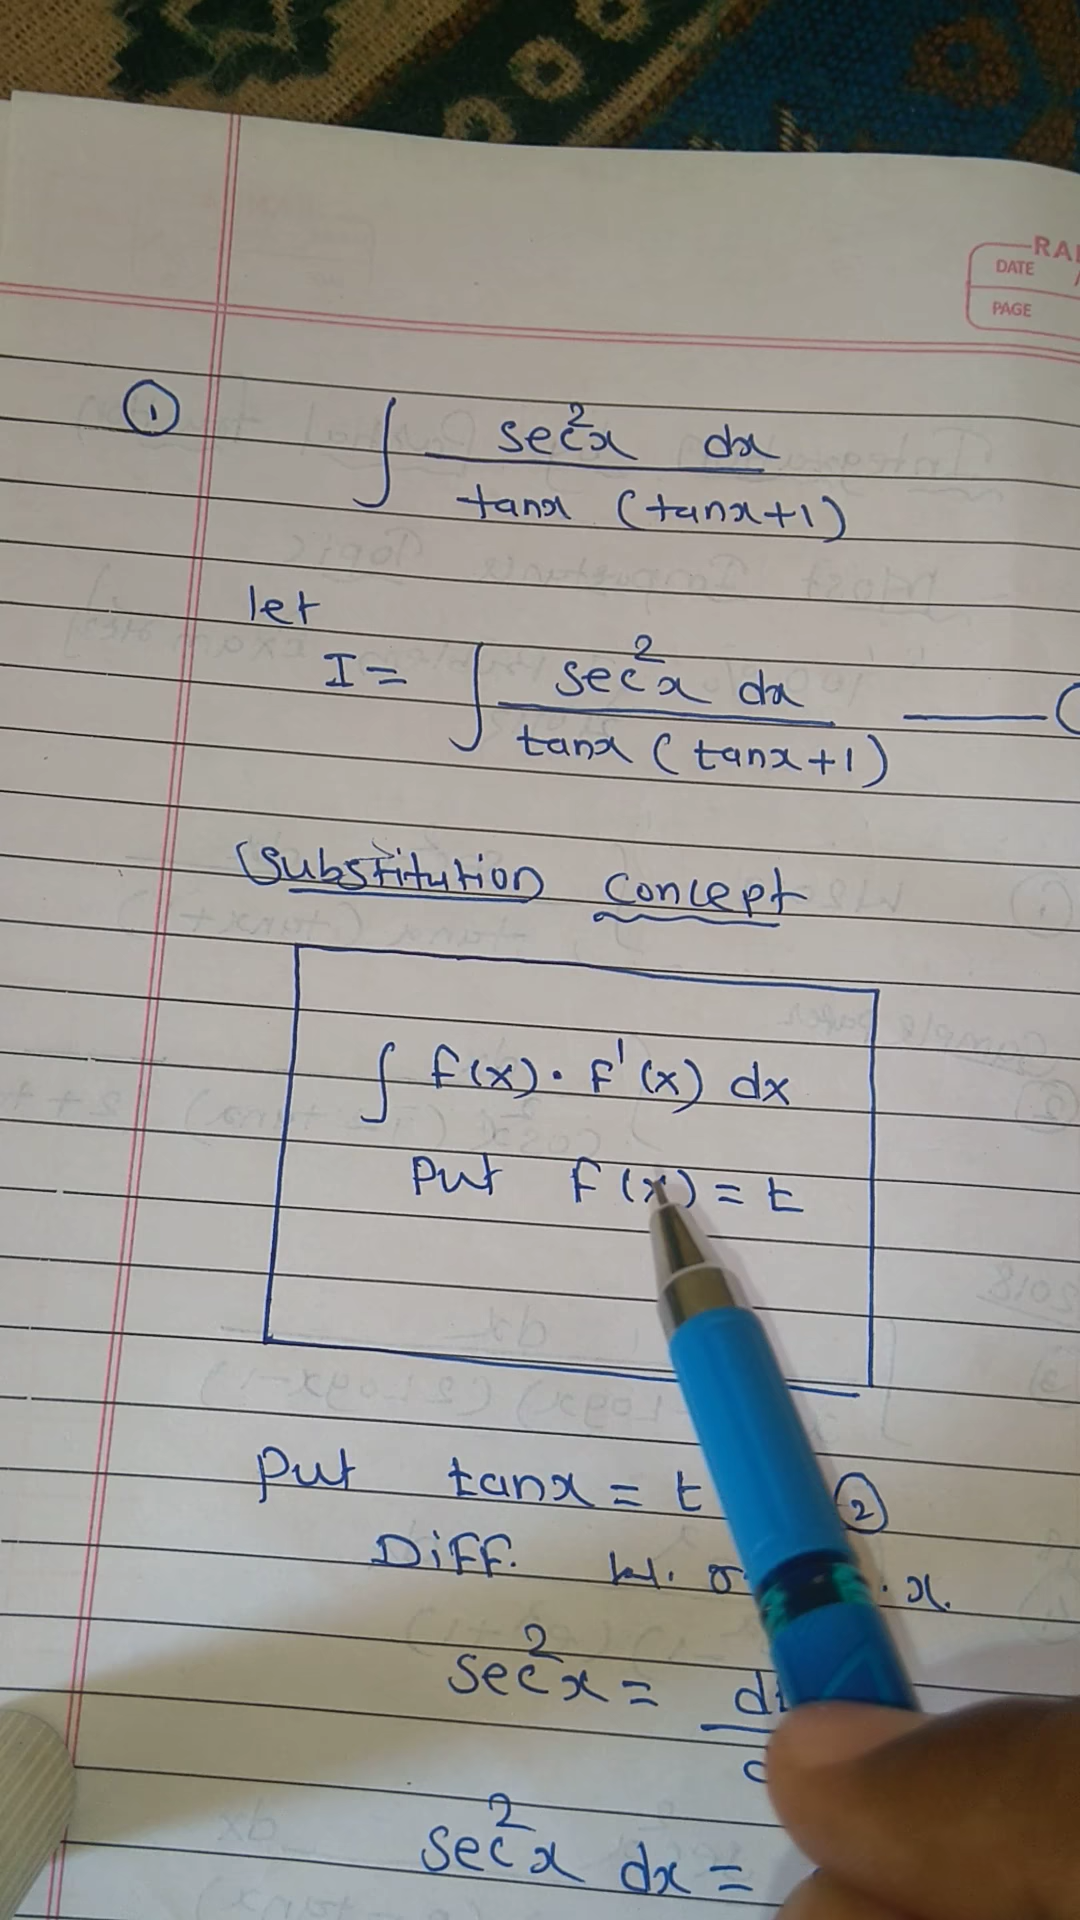 RA
DATE
PAGE
① ∫ sec²x dx
tanx (tanx+1)
let
I = ∫ sec²x dx
tanx (tanx+1)
Substitution Concept
∫ f(x) · f'(x) dx
Put f(x) = t
Put tanx = t ②
Diff. x.
sec²x =
sec²x dx =